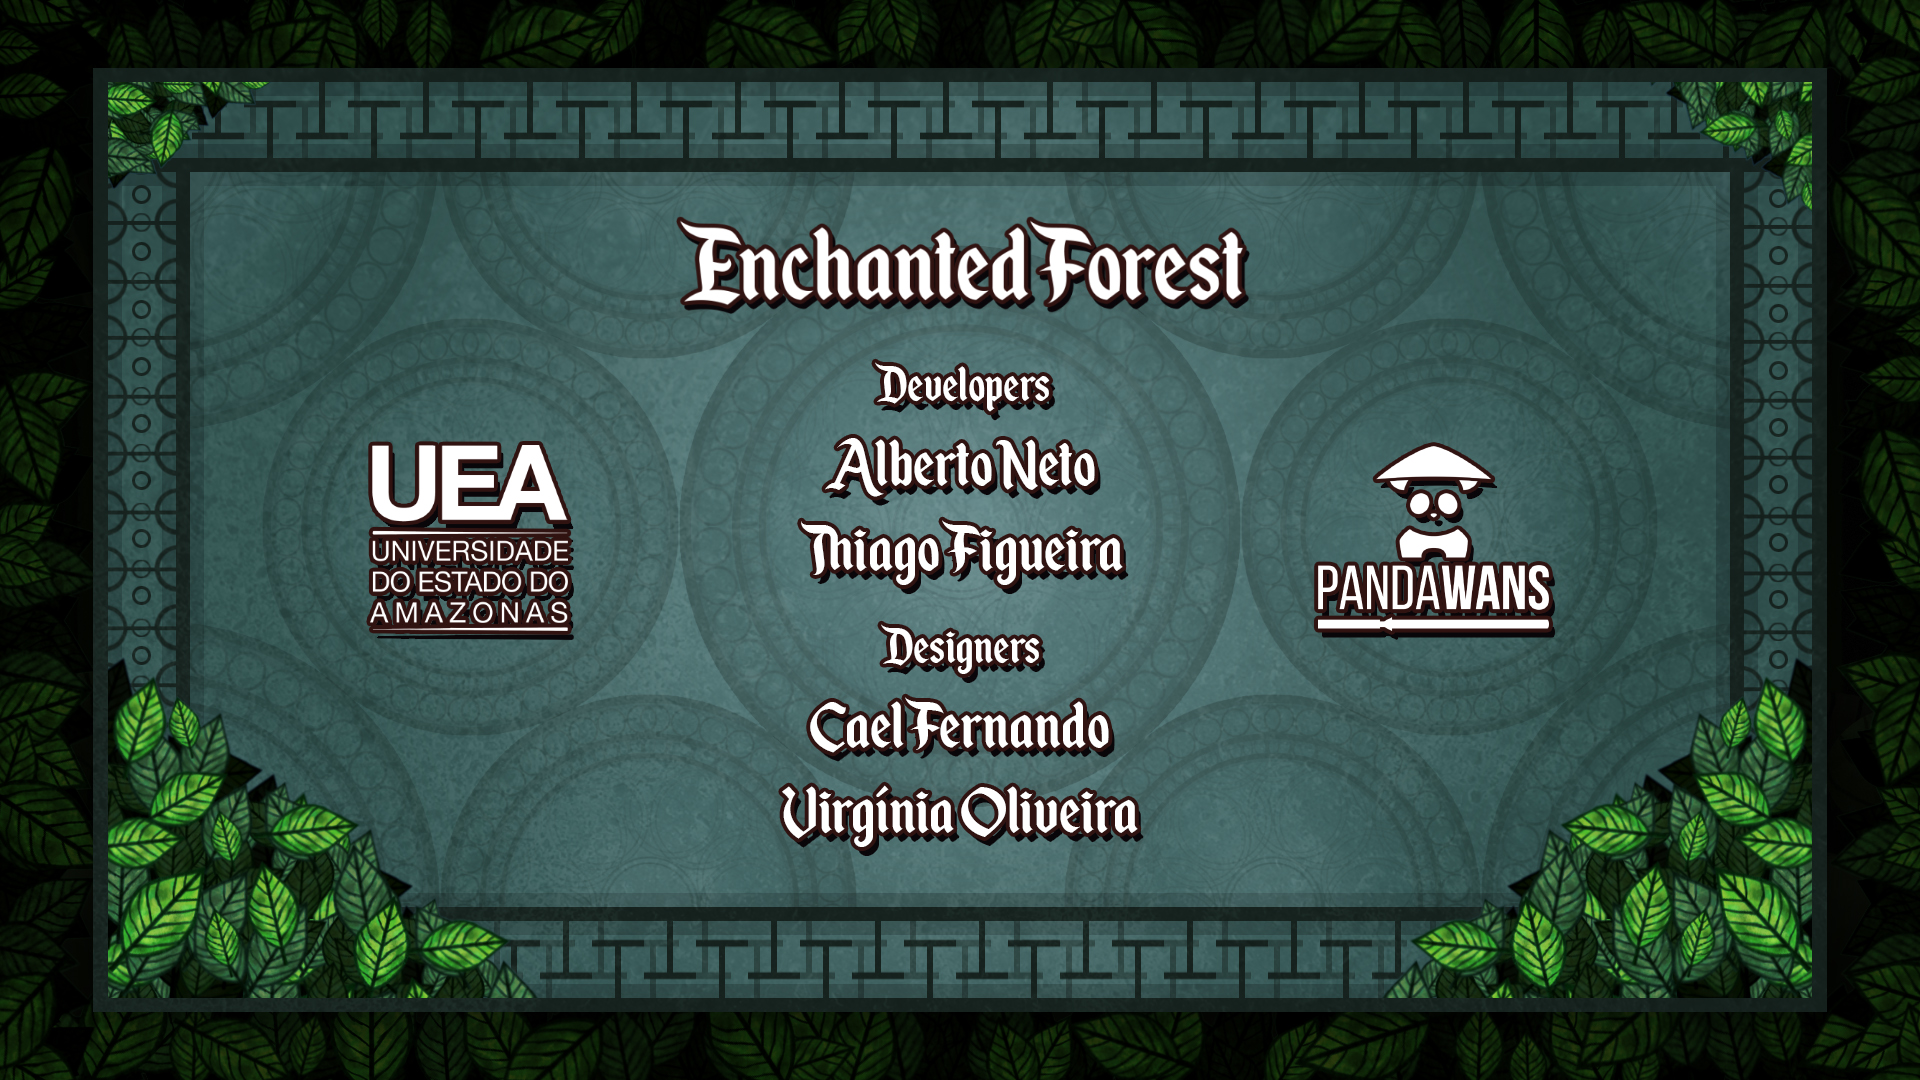 Enchanted Forest
Developers
Alberto Neto
Thiago Figueira
Designers
Cael Fernando
Virgínia Oliveira
UEA
UNIVERSIDADE
DO ESTADO DO
AMAZONAS
PANDAWANS